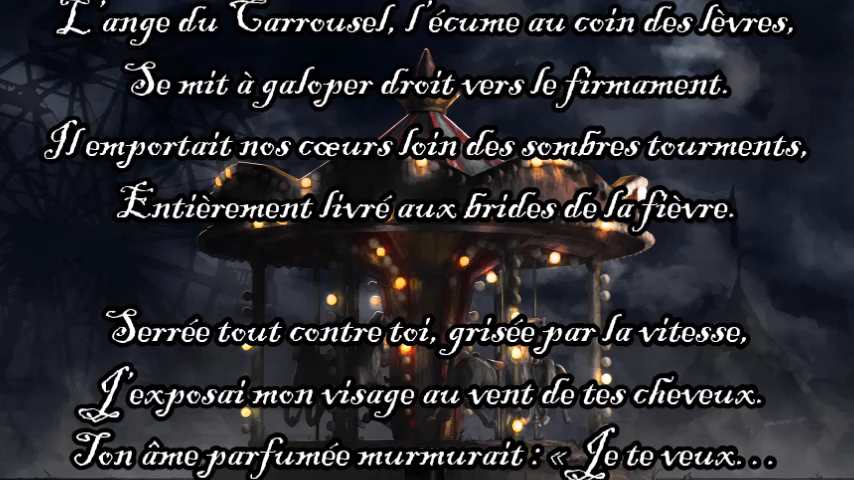 L'ange du Carrousel, l'écume au coin des lèvres,
Se mit à galoper droit vers le firmament.
Il emportait nos cœurs loin des sombres tourments,
Entièrement livré aux brides de la fièvre.
Serrée tout contre toi, grisée par la vitesse,
J'exposai mon visage au vent de tes cheveux.
Ton âme parfumée murmurait : « Je te veux...